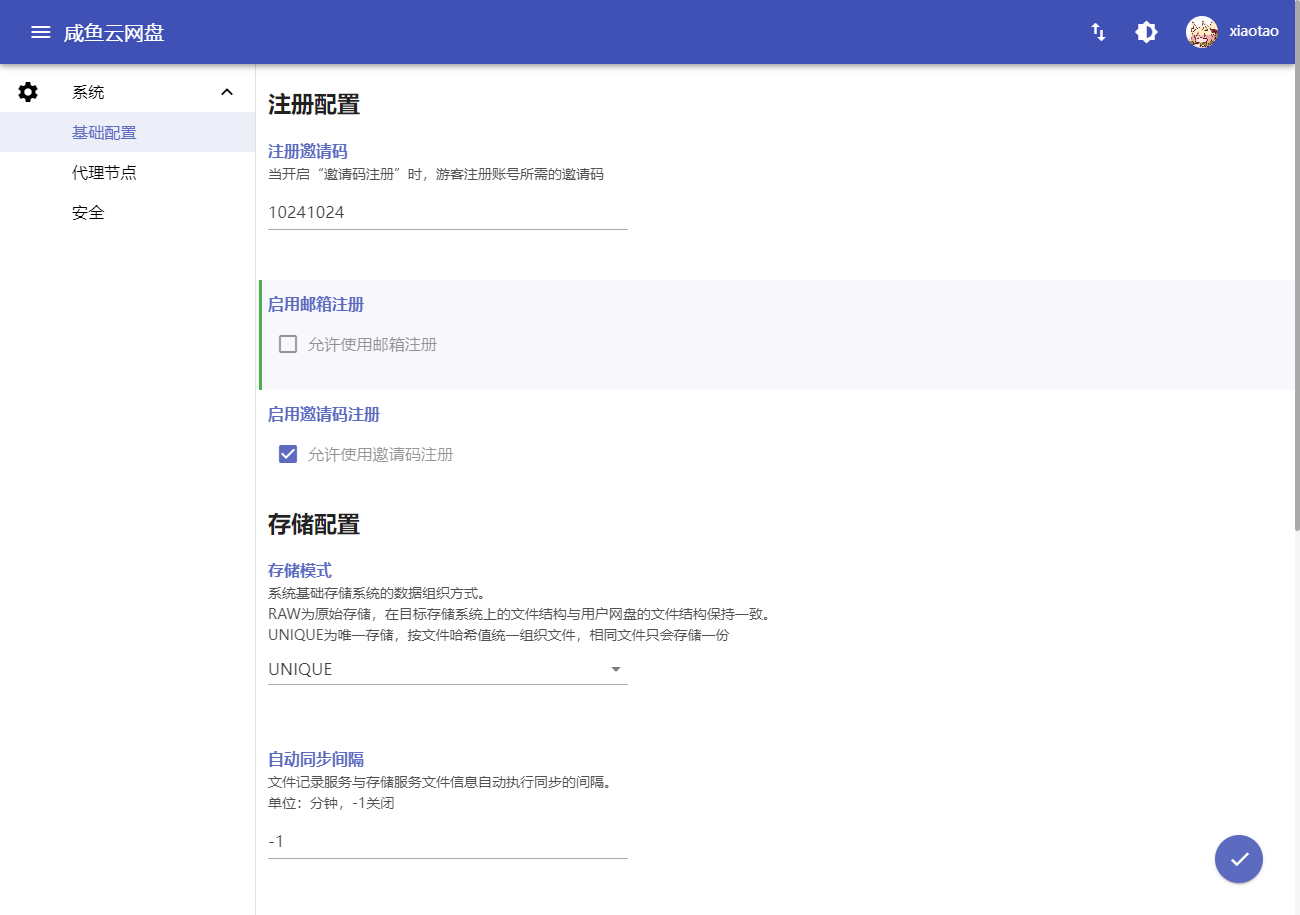 咸鱼云网盘
xiaotao
系统
基础配置
代理节点
安全
注册配置
注册邀请码
当开启“邀请码注册”时，游客注册账号所需的邀请码
10241024
启用邮箱注册
允许使用邮箱注册
启用邀请码注册
允许使用邀请码注册
存储配置
存储模式
系统基础存储系统的数据组织方式。
RAW为原始存储，在目标存储系统上的文件结构与用户网盘的文件结构保持一致。
UNIQUE为唯一存储，按文件哈希值统一组织文件，相同文件只会存储一份
UNIQUE
自动同步间隔
文件记录服务与存储服务文件信息自动执行同步的间隔。
单位：分钟，-1关闭
-1